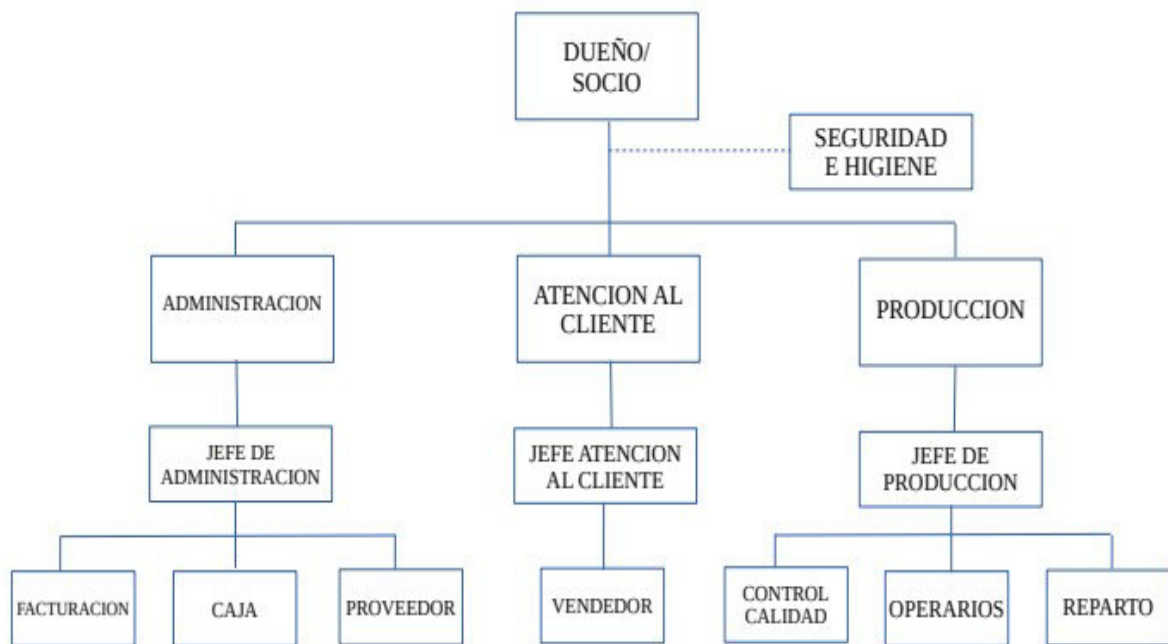 DUEÑO/
SOCIO
SEGURIDAD
E HIGIENE
ADMINISTRACION
ATENCION AL
CLIENTE
PRODUCCION
JEFE DE
ADMINISTRACION
JEFE ATENCION
AL CLIENTE
JEFE DE
PRODUCCION
FACTURACION
CAJA
PROVEEDOR
VENDEDOR
CONTROL
CALIDAD
OPERARIOS
REPARTO